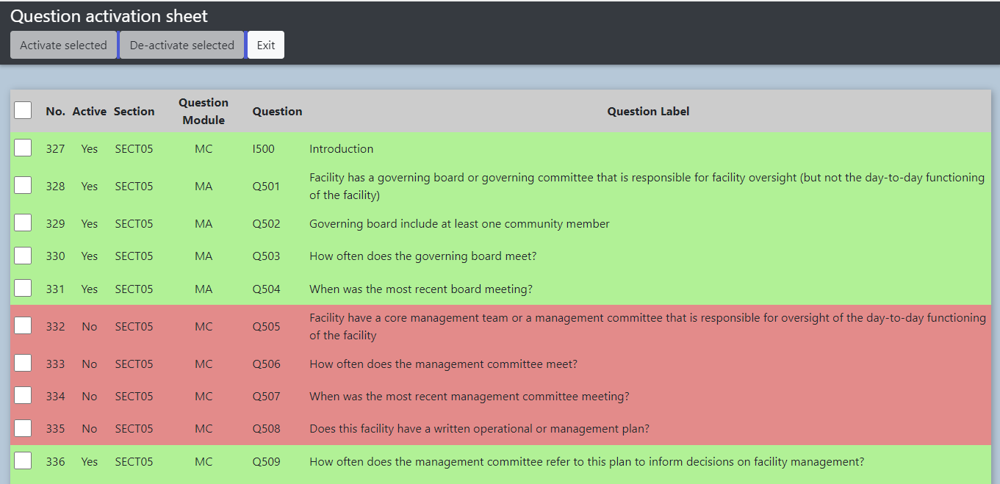 Question activation sheet
Activate selected De-activate selected Exit
No. Active Section Question Module Question Question Label
327 Yes SECT05 MC I500 Introduction
328 Yes SECT05 MA Q501 Facility has a governing board or governing committee that is responsible for facility oversight (but not the day-to-day functioning
of the facility)
329 Yes SECT05 MA Q502 Governing board include at least one community member
330 Yes SECT05 MA Q503 How often does the governing board meet?
331 Yes SECT05 MA Q504 When was the most recent board meeting?
332 No SECT05 MC Q505 Facility have a core management team or a management committee that is responsible for oversight of the day-to-day functioning
of the facility
333 No SECT05 MC Q506 How often does the management committee meet?
334 No SECT05 MC Q507 When was the most recent management committee meeting?
335 No SECT05 MC Q508 Does this facility have a written operational or management plan?
336 Yes SECT05 MC Q509 How often does the management committee refer to this plan to inform decisions on facility management?